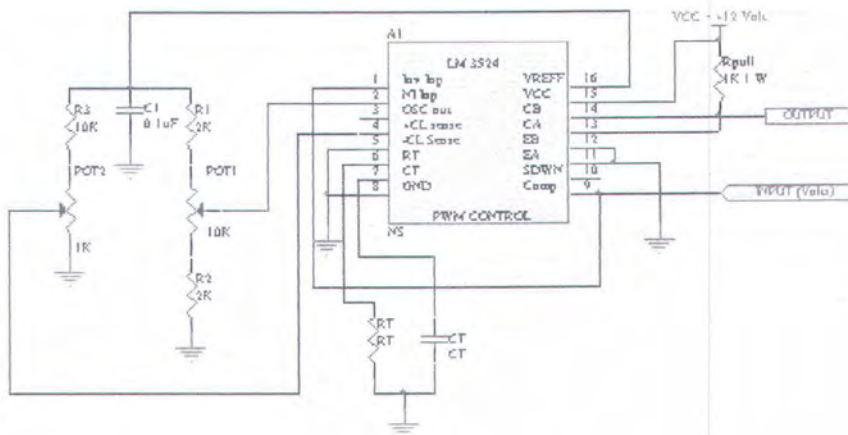 VCC - +12 Volts
A1
LM 3524
Rpull
1K 1 W
1 Inv Inp
2 NI Inp
3 OSC out
4 +CL sense
5 -CL Sense
6 RT
7 CT
8 GND
VREFF 16
VCC 15
CB 14
CA 13
EB 12
EA 11
SDWN 10
Comp 9
PWM CONTROL
NS
R3
10K
C1
0.1uF
R1
2K
POT2
POT1
1K
10K
R2
2K
OUTPUT
INPUT (Volts)
RT
RT
CT
CT